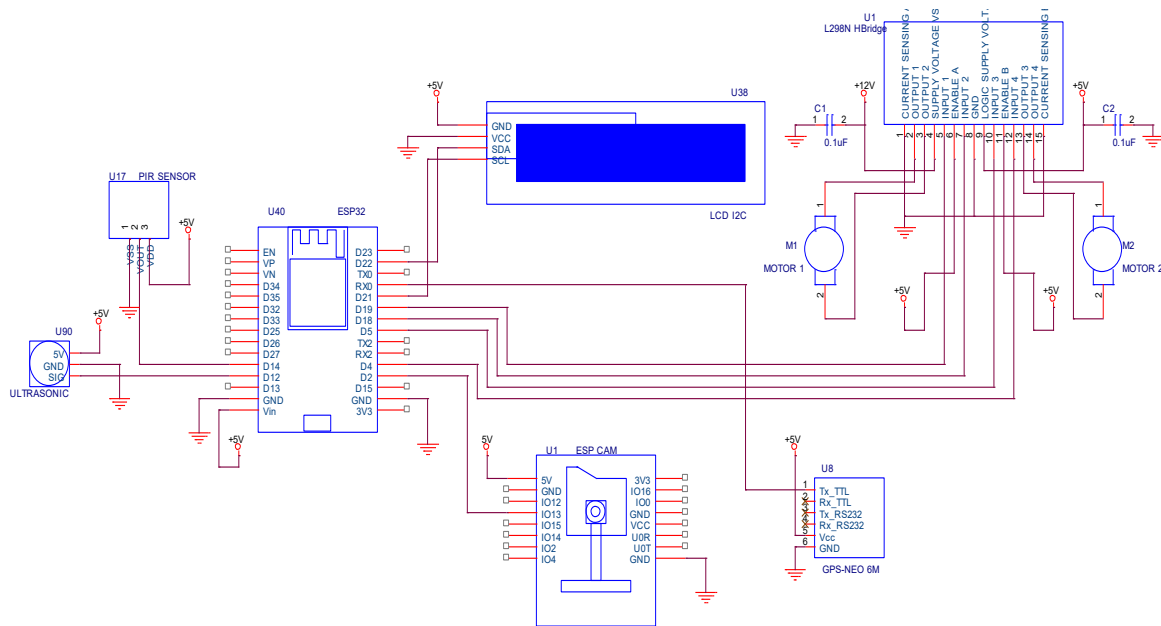 U1
L298N HBridge
CURRENT SENSING
OUTPUT 1
OUTPUT 2
SUPPLY VOLTAGE VS
INPUT 1
ENABLE A
INPUT 2
GND
LOGIC SUPPLY VOLT.
INPUT 3
ENABLE B
INPUT 4
OUTPUT 3
OUTPUT 4
CURRENT SENSING
1
2
3
4
5
6
7
8
9
10
11
12
13
14
15
+12V
C1
1
2
0.1uF
+5V
C2
1
2
0.1uF
+5V
U38
GND
VCC
SDA
SCL
LCD I2C
U17
PIR SENSOR
1
2
3
VSS
VOUT
VDD
+5V
U40
ESP32
EN
VP
VN
D34
D35
D32
D33
D25
D26
D27
D14
D12
D13
GND
Vin
D23
D22
TX0
RX0
D21
D19
D18
D5
TX2
RX2
D4
D2
D15
GND
3V3
+5V
M1
1
2
MOTOR 1
M2
1
2
MOTOR 2
+5V
+5V
+5V
U90
5V
GND
SIG
ULTRASONIC
5V
U1
ESP CAM
5V
GND
IO12
IO13
IO15
IO14
IO2
IO4
3V3
IO16
IO0
GND
VCC
U0R
U0T
GND
+5V
U8
1
2
3
4
5
6
Tx_TTL
Rx_TTL
Tx_RS232
Rx_RS232
Vcc
GND
GPS-NEO 6M